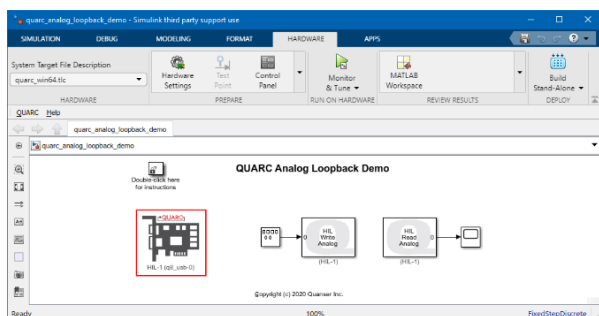 quarc_analog_loopback_demo - Simulink third party support use
SIMULATION DEBUG MODELING FORMAT HARDWARE APPS
System Target File Description
quarc_win64.tlc
Hardware Settings
Test Point
Control Panel
Monitor & Tune
MATLAB Workspace
Build Stand-Alone
HARDWARE PREPARE RUN ON HARDWARE REVIEW RESULTS DEPLOY
QUARC Help
quarc_analog_loopback_demo
quarc_analog_loopback_demo
QUARC Analog Loopback Demo
Double-click here
for instructions
QUARC
HIL-1 (q8_usb-0)
0
HIL
Write
Analog
(HIL-1)
HIL
Read
Analog
0
(HIL-1)
Copyright (c) 2020 Quanser Inc.
Ready 100% FixedStepDiscrete